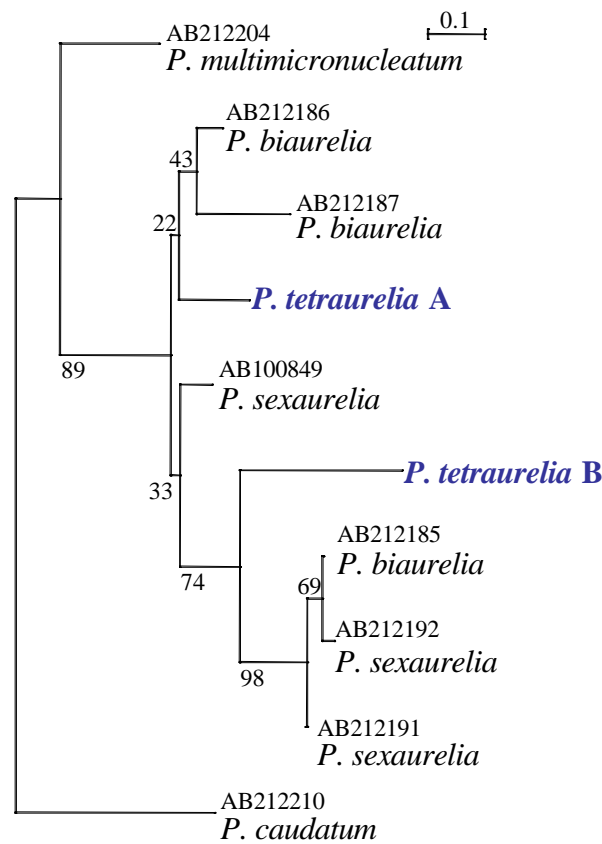 AB212204
P. multimicronucleatum
0.1
AB212186
P. biaurelia
43
AB212187
P. biaurelia
22
P. tetraurelia A
89
AB100849
P. sexaurelia
33
P. tetraurelia B
74
AB212185
P. biaurelia
69
AB212192
P. sexaurelia
98
AB212191
P. sexaurelia
AB212210
P. caudatum